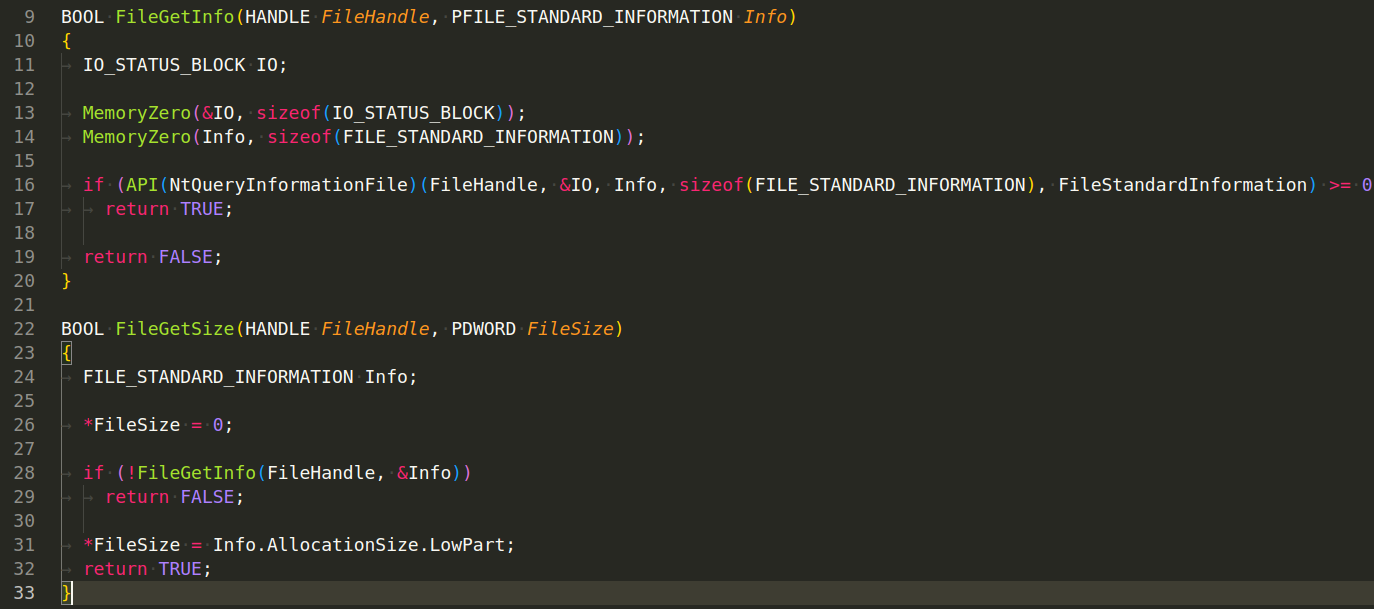 9 BOOL FileGetInfo(HANDLE FileHandle, PFILE_STANDARD_INFORMATION Info)
10 {
11 IO_STATUS_BLOCK IO;
12
13 MemoryZero(&IO, sizeof(IO_STATUS_BLOCK));
14 MemoryZero(Info, sizeof(FILE_STANDARD_INFORMATION));
15
16 if (API(NtQueryInformationFile)(FileHandle, &IO, Info, sizeof(FILE_STANDARD_INFORMATION), FileStandardInformation) >= 0
17 return TRUE;
18
19 return FALSE;
20 }
21
22 BOOL FileGetSize(HANDLE FileHandle, PDWORD FileSize)
23 {
24 FILE_STANDARD_INFORMATION Info;
25
26 *FileSize = 0;
27
28 if (!FileGetInfo(FileHandle, &Info))
29 return FALSE;
30
31 *FileSize = Info.AllocationSize.LowPart;
32 return TRUE;
33 }